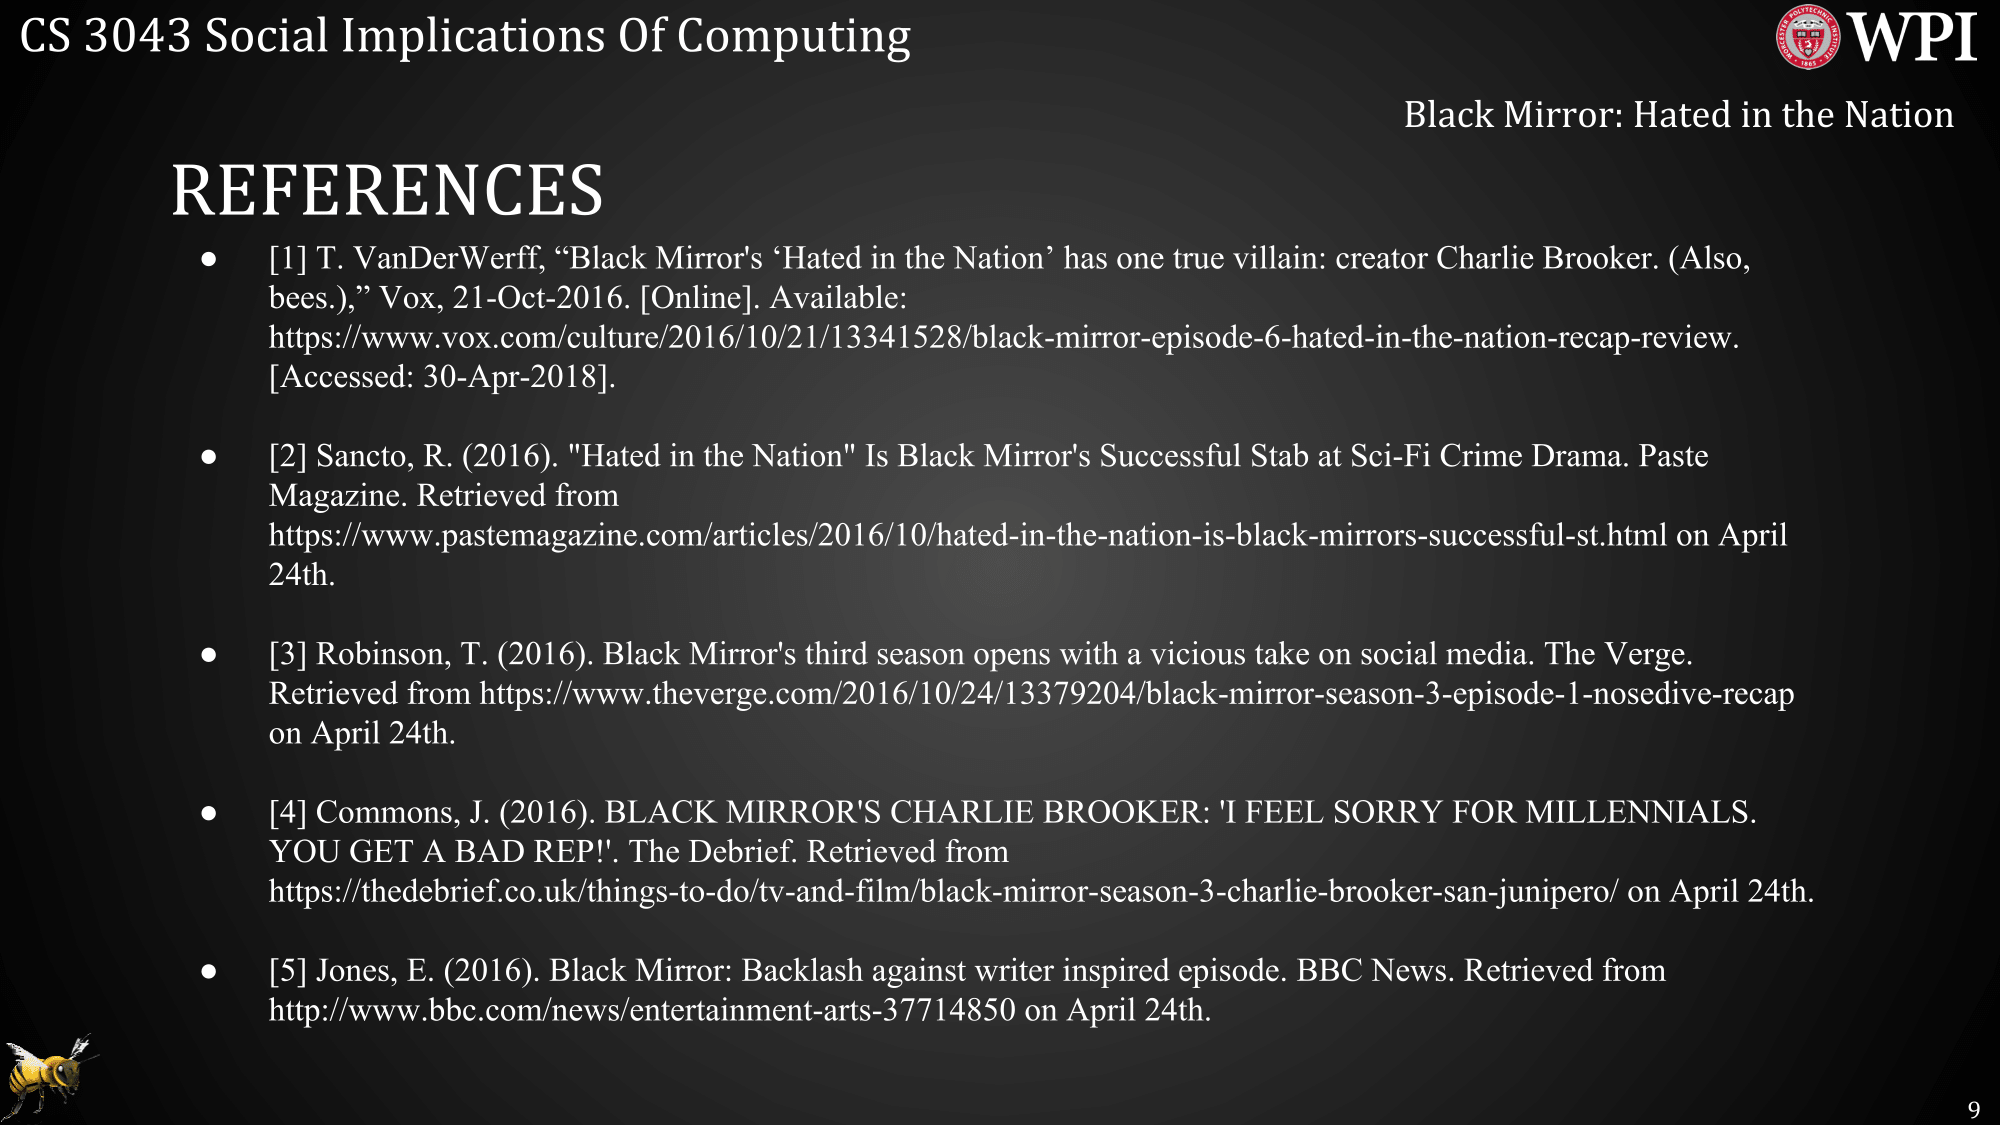 CS 3043 Social Implications Of Computing
WPI
Black Mirror: Hated in the Nation
REFERENCES
● [1] T. VanDerWerff, “Black Mirror's ‘Hated in the Nation’ has one true villain: creator Charlie Brooker. (Also,
bees.),” Vox, 21-Oct-2016. [Online]. Available:
https://www.vox.com/culture/2016/10/21/13341528/black-mirror-episode-6-hated-in-the-nation-recap-review.
[Accessed: 30-Apr-2018].
● [2] Sancto, R. (2016). "Hated in the Nation" Is Black Mirror's Successful Stab at Sci-Fi Crime Drama. Paste
Magazine. Retrieved from
https://www.pastemagazine.com/articles/2016/10/hated-in-the-nation-is-black-mirrors-successful-st.html on April
24th.
● [3] Robinson, T. (2016). Black Mirror's third season opens with a vicious take on social media. The Verge.
Retrieved from https://www.theverge.com/2016/10/24/13379204/black-mirror-season-3-episode-1-nosedive-recap
on April 24th.
● [4] Commons, J. (2016). BLACK MIRROR'S CHARLIE BROOKER: 'I FEEL SORRY FOR MILLENNIALS.
YOU GET A BAD REP!'. The Debrief. Retrieved from
https://thedebrief.co.uk/things-to-do/tv-and-film/black-mirror-season-3-charlie-brooker-san-junipero/ on April 24th.
● [5] Jones, E. (2016). Black Mirror: Backlash against writer inspired episode. BBC News. Retrieved from
http://www.bbc.com/news/entertainment-arts-37714850 on April 24th.
9